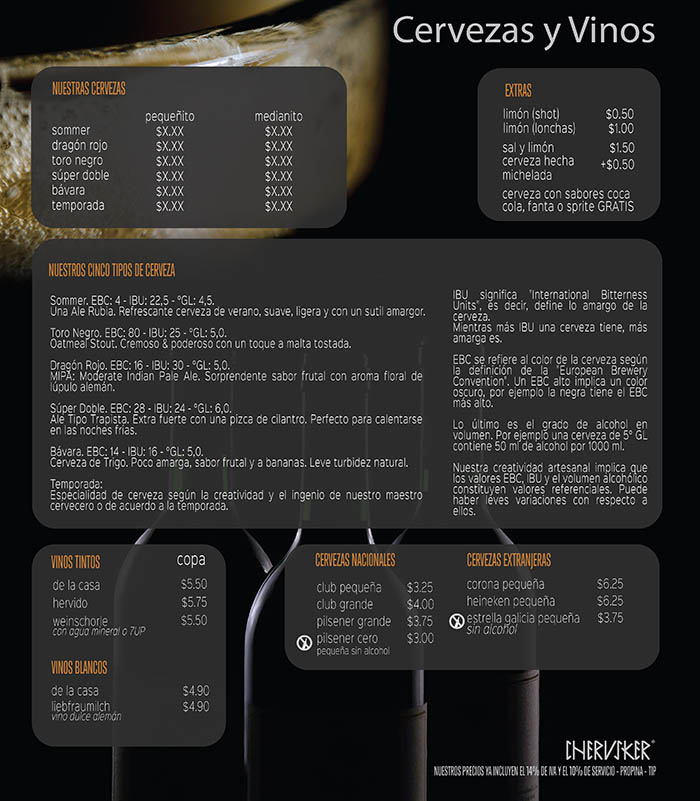 Cervezas y Vinos
NUESTRAS CERVEZAS
pequeñito medianito
sommer $X.XX $X.XX
dragón rojo $X.XX $X.XX
toro negro $X.XX $X.XX
súper doble $X.XX $X.XX
bávara $X.XX $X.XX
temporada $X.XX $X.XX
EXTRAS
limón (shot) $0.50
limón (lonchas) $1.00
sal y limón $1.50
cerveza hecha +$0.50
michelada
cerveza con sabores coca
cola, fanta o sprite GRATIS
NUESTROS CINCO TIPOS DE CERVEZA
Sommer. EBC: 4 - IBU: 22,5 - °GL: 4,5.
Una Ale Rubia. Refrescante cerveza de verano, suave, ligera y con un sutil amargor.
Toro Negro. EBC: 80 - IBU: 25 - °GL: 5,0.
Oatmeal Stout. Cremoso & poderoso con un toque a malta tostada.
Dragón Rojo. EBC: 16 - IBU: 30 - °GL: 5,0.
MIPA: Moderate Indian Pale Ale. Sorprendente sabor frutal con aroma floral de
lúpulo alemán.
Súper Doble. EBC: 28 - IBU: 24 - °GL: 6,0.
Ale Tipo Trapista. Extra fuerte con una pizca de cilantro. Perfecto para calentarse
en las noches frías.
Bávara. EBC: 14 - IBU: 16 - °GL: 5,0.
Cerveza de Trigo. Poco amarga, sabor frutal y a bananas. Leve turbidez natural.
Temporada:
Especialidad de cerveza según la creatividad y el ingenio de nuestro maestro
cervecero o de acuerdo a la temporada.
IBU significa "International Bitterness
Units", es decir, define lo amargo de la
cerveza.
Mientras más IBU una cerveza tiene, más
amarga es.
EBC se refiere al color de la cerveza según
la definición de la "European Brewery
Convention". Un EBC alto implica un color
oscuro, por ejemplo la negra tiene el EBC
más alto.
Lo último es el grado de alcohol en
volumen. Por ejemplo una cerveza de 5° GL
contiene 50 ml de alcohol por 1000 ml.
Nuestra creatividad artesanal implica que
los valores EBC, IBU y el volumen alcohólico
constituyen valores referenciales. Puede
haber leves variaciones con respecto a
ellos.
VINOS TINTOS copa
de la casa $5.50
hervido $5.75
weinschorle $5.50
con agua mineral o 7UP
VINOS BLANCOS
de la casa $4.90
liebfraumilch $4.90
vino dulce alemán
CERVEZAS NACIONALES
club pequeña $3.25
club grande $4.00
pilsener grande $3.75
pilsener cero $3.00
pequeña sin alcohol
CERVEZAS EXTRANJERAS
corona pequeña $6.25
heineken pequeña $6.25
estrella galicia pequeña $3.75
sin alcohol
CHERUSKER®
NUESTROS PRECIOS YA INCLUYEN EL 14% DE IVA Y EL 10% DE SERVICIO - PROPINA - TIP